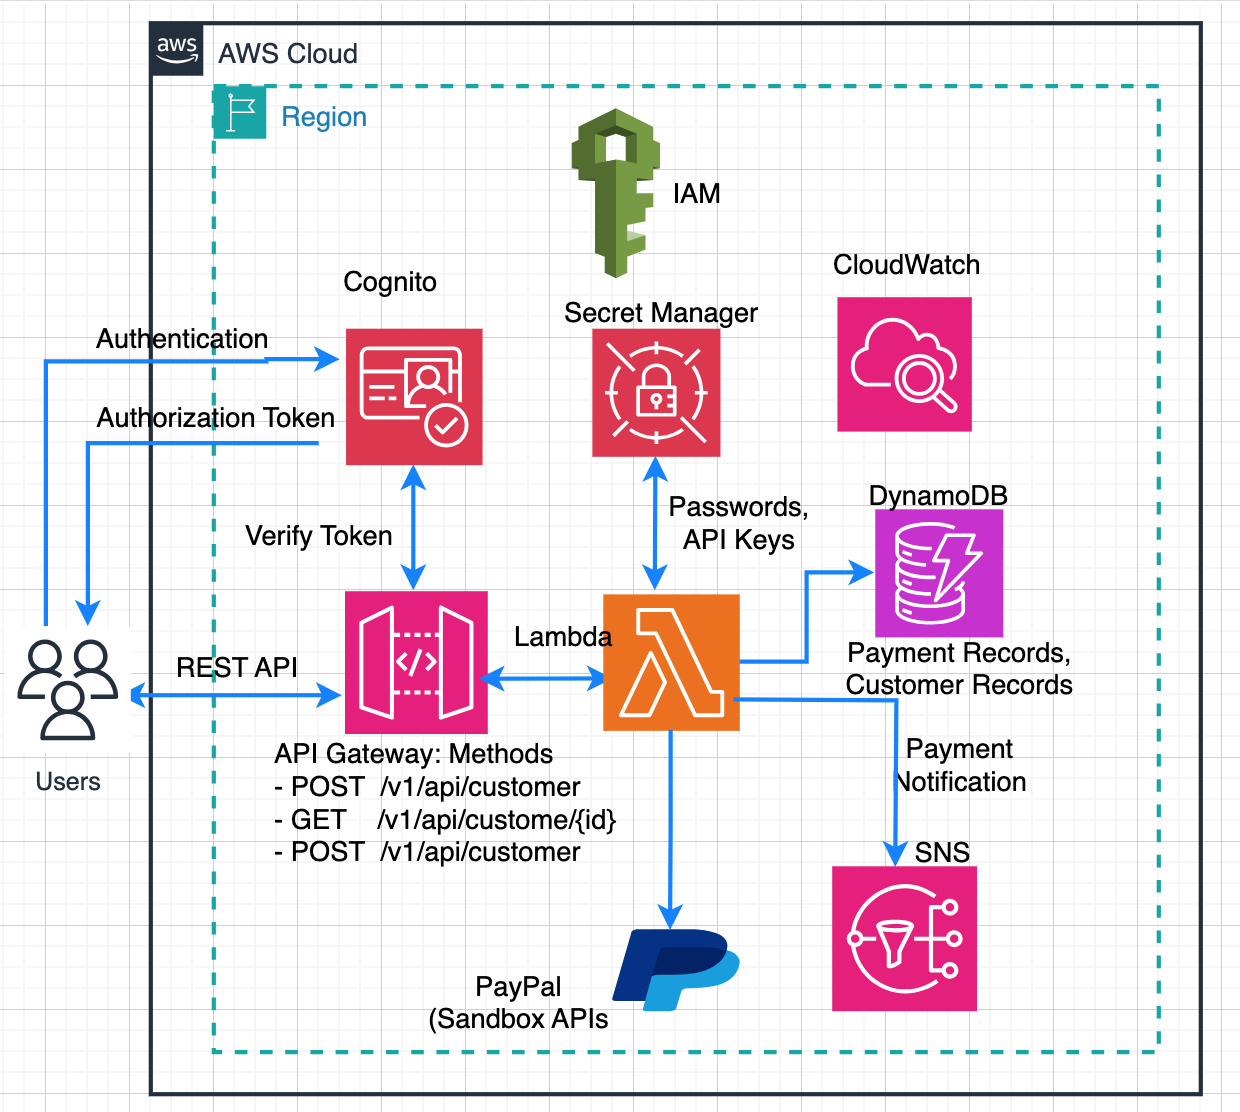 aws
AWS Cloud
Region
IAM
CloudWatch
Cognito
Secret Manager
Authentication
Authorization Token
DynamoDB
Passwords,
API Keys
Verify Token
Lambda
REST API
Payment Records,
Customer Records
Users
API Gateway: Methods
- POST /v1/api/customer
- GET /v1/api/custome/{id}
- POST /v1/api/customer
Payment
Notification
SNS
PayPal
(Sandbox APIs